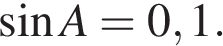 sin A = 0,1.